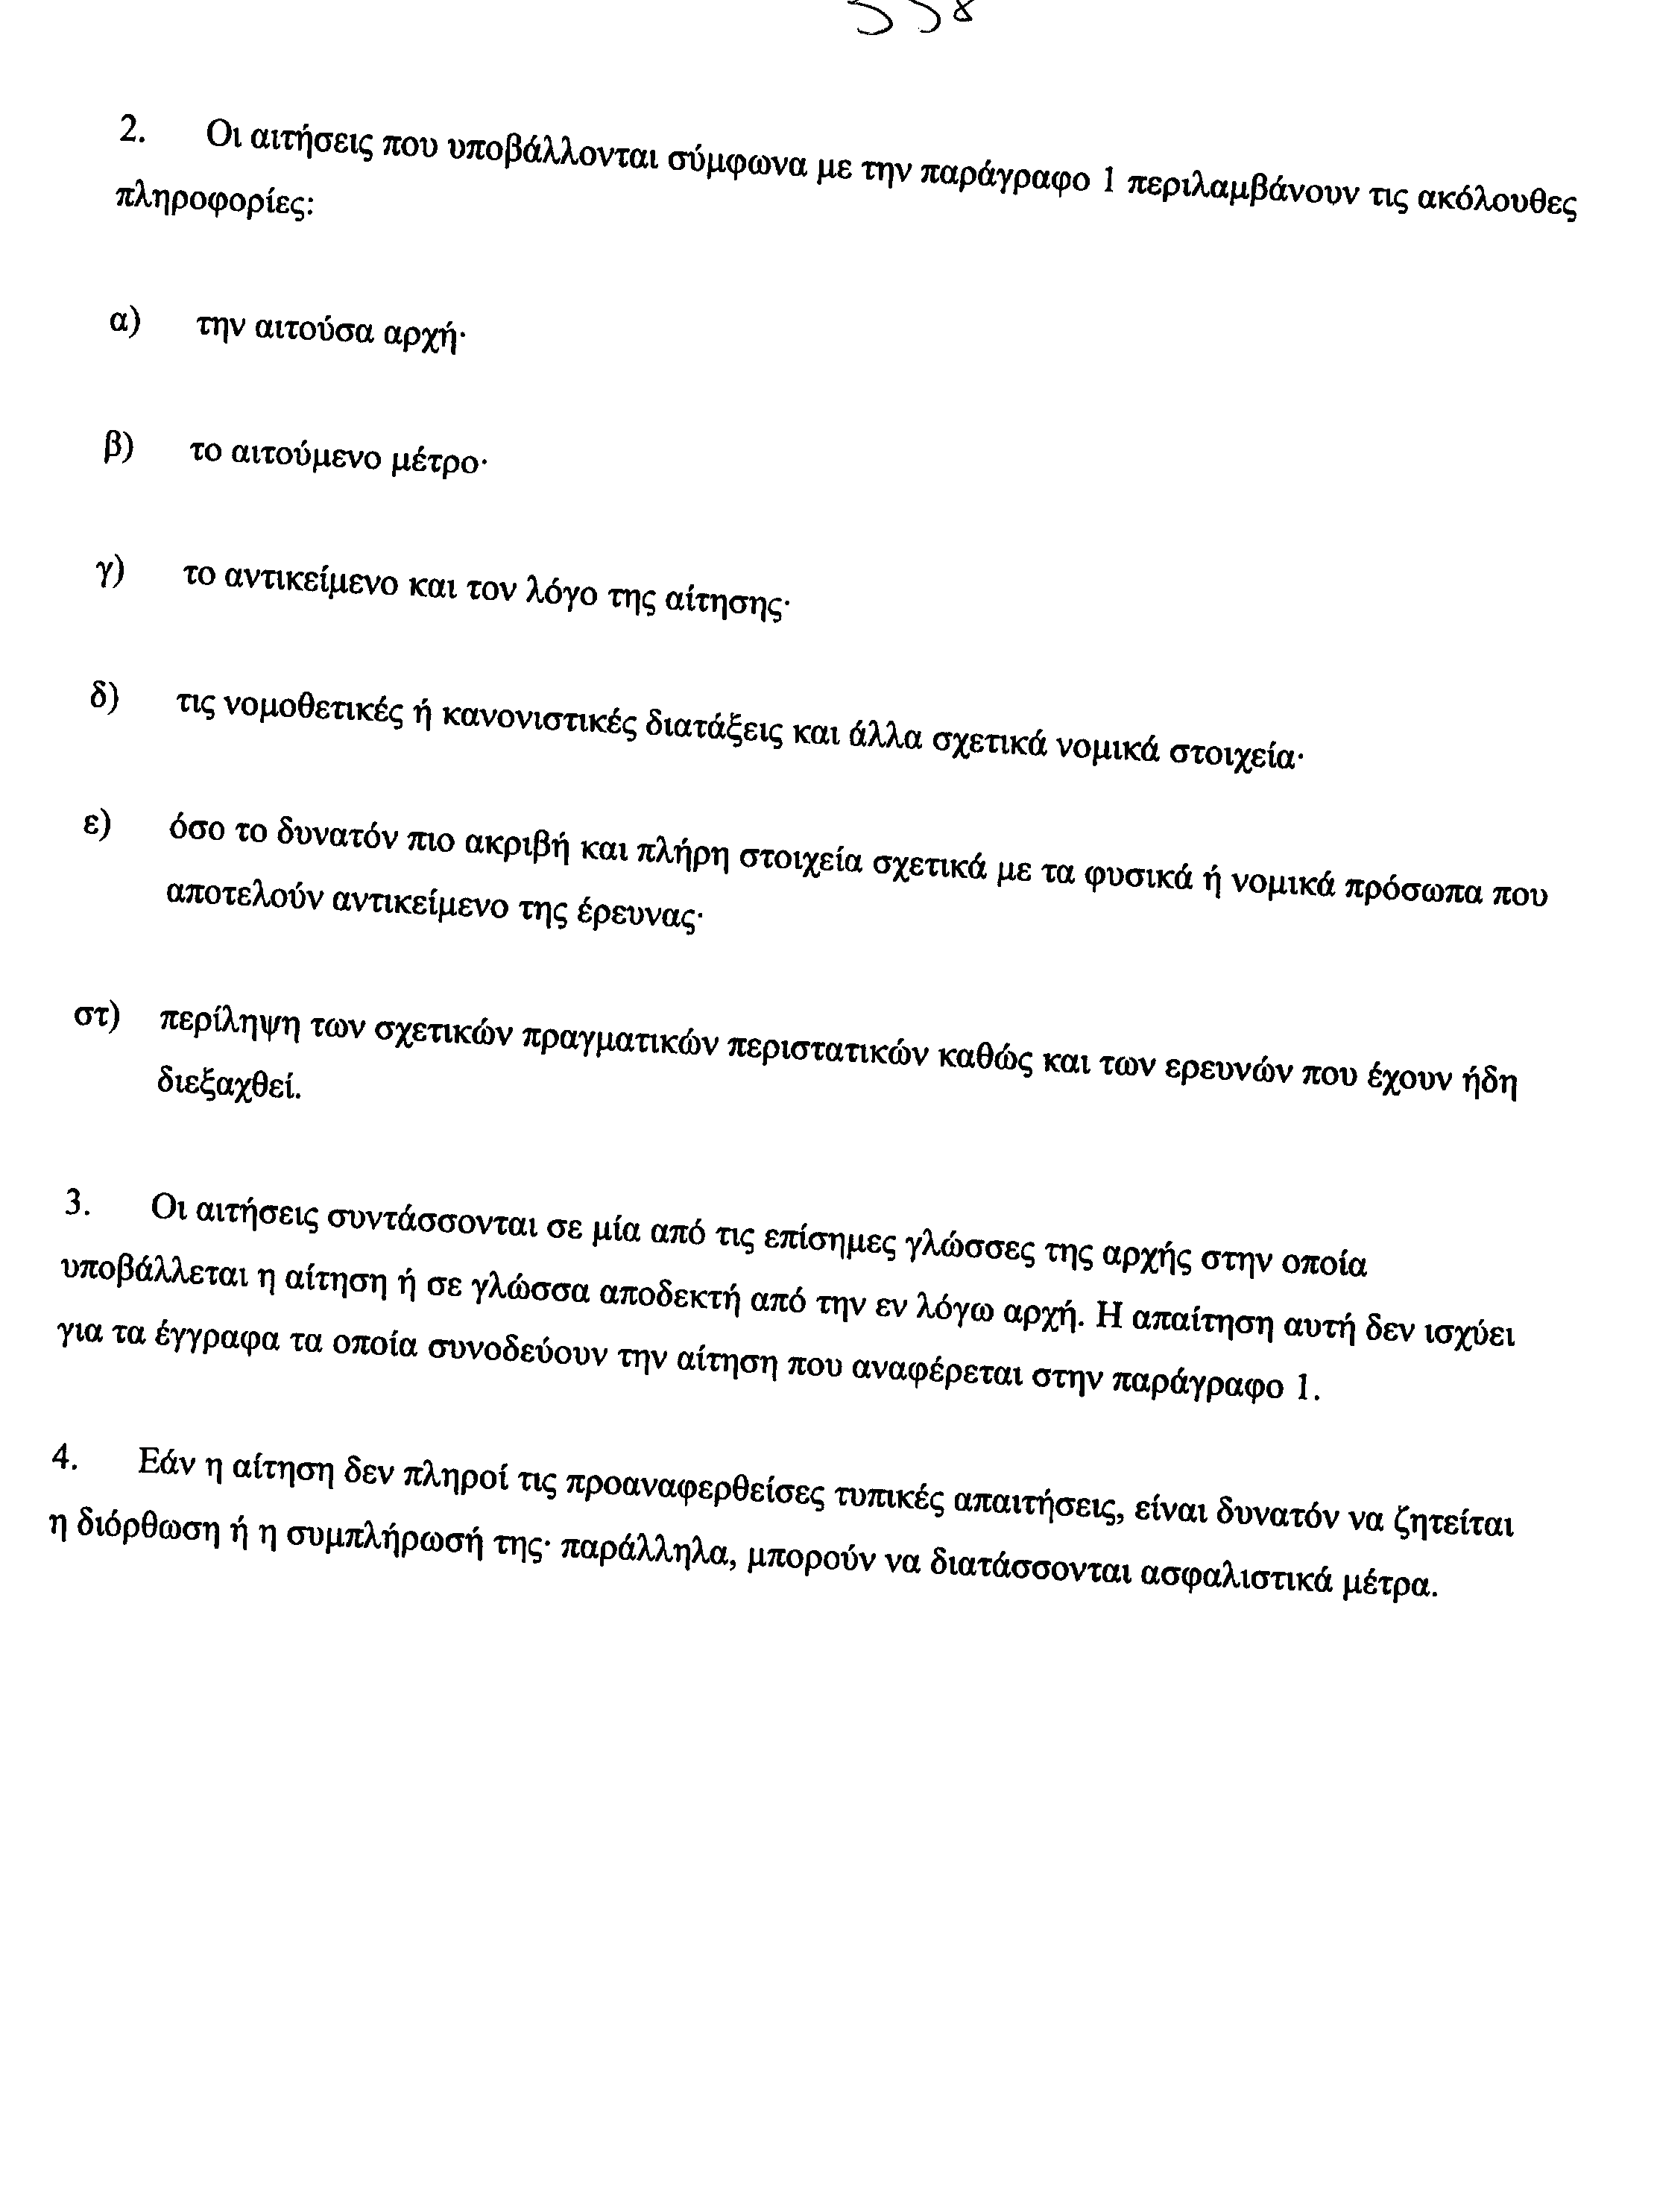 2. Οι αιτήσεις που υποβάλλονται σύμφωνα με την παράγραφο 1 περιλαμβάνουν τις ακόλουθες
πληροφορίες:
α) την αιτούσα αρχή·
β) το αιτούμενο μέτρο·
γ) το αντικείμενο και τον λόγο της αίτησης·
δ) τις νομοθετικές ή κανονιστικές διατάξεις και άλλα σχετικά νομικά στοιχεία·
ε) όσο το δυνατόν πιο ακριβή και πλήρη στοιχεία σχετικά με τα φυσικά ή νομικά πρόσωπα που
αποτελούν αντικείμενο της έρευνας·
στ) περίληψη των σχετικών πραγματικών περιστατικών καθώς και των ερευνών που έχουν ήδη
διεξαχθεί.
3. Οι αιτήσεις συντάσσονται σε μία από τις επίσημες γλώσσες της αρχής στην οποία
υποβάλλεται η αίτηση ή σε γλώσσα αποδεκτή από την εν λόγω αρχή. Η απαίτηση αυτή δεν ισχύει
για τα έγγραφα τα οποία συνοδεύουν την αίτηση που αναφέρεται στην παράγραφο 1.
4. Εάν η αίτηση δεν πληροί τις προαναφερθείσες τυπικές απαιτήσεις, είναι δυνατόν να ζητείται
η διόρθωση ή η συμπλήρωσή της· παράλληλα, μπορούν να διατάσσονται ασφαλιστικά μέτρα.